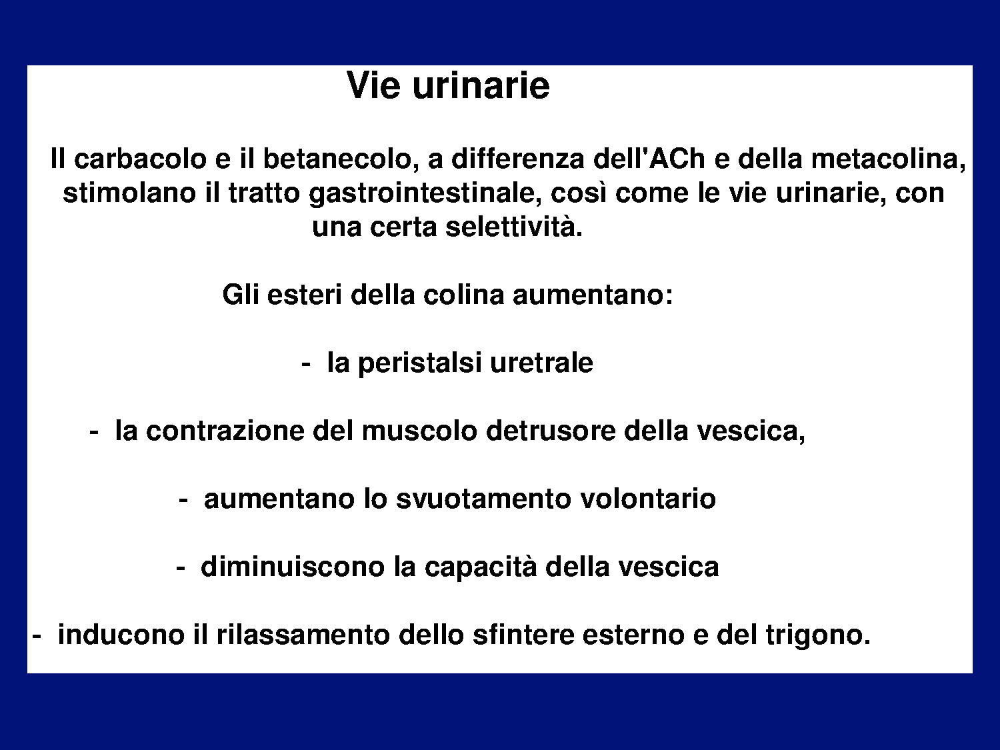 Vie urinarie
Il carbacolo e il betanecolo, a differenza dell'ACh e della metacolina,
stimolano il tratto gastrointestinale, così come le vie urinarie, con
una certa selettività.
Gli esteri della colina aumentano:
- la peristalsi uretrale
- la contrazione del muscolo detrusore della vescica,
- aumentano lo svuotamento volontario
- diminuiscono la capacità della vescica
- inducono il rilassamento dello sfintere esterno e del trigono.